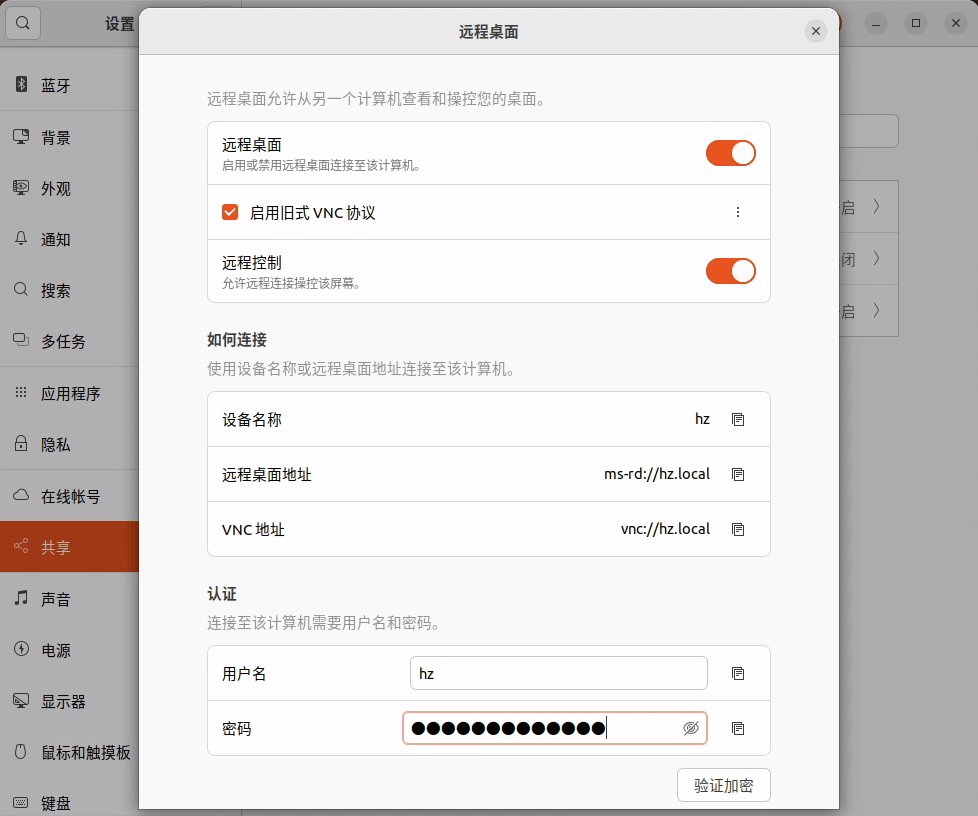 设置
远程桌面
蓝牙
背景
外观
通知
搜索
多任务
应用程序
隐私
在线帐号
共享
声音
电源
显示器
鼠标和触摸板
键盘
远程桌面允许从另一个计算机查看和操控您的桌面。
远程桌面
启用或禁用远程桌面连接至该计算机。
启用旧式 VNC 协议
远程控制
允许远程连接操控该屏幕。
如何连接
使用设备名称或远程桌面地址连接至该计算机。
设备名称 hz
远程桌面地址 ms-rd://hz.local
VNC 地址 vnc://hz.local
认证
连接至该计算机需要用户名和密码。
用户名 hz
密码 ●●●●●●●●●●●●●
验证加密
启
闭
启